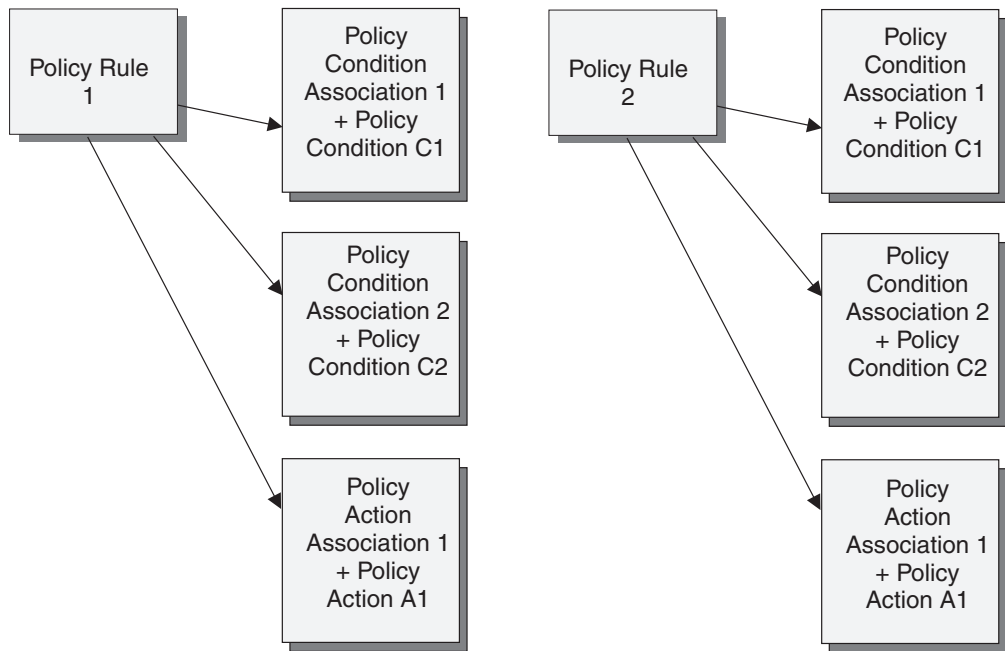 Policy Rule
1
Policy
Condition
Association 1
+ Policy
Condition C1
Policy
Condition
Association 2
+ Policy
Condition C2
Policy
Action
Association 1
+ Policy
Action A1
Policy Rule
2
Policy
Condition
Association 1
+ Policy
Condition C1
Policy
Condition
Association 2
+ Policy
Condition C2
Policy
Action
Association 1
+ Policy
Action A1